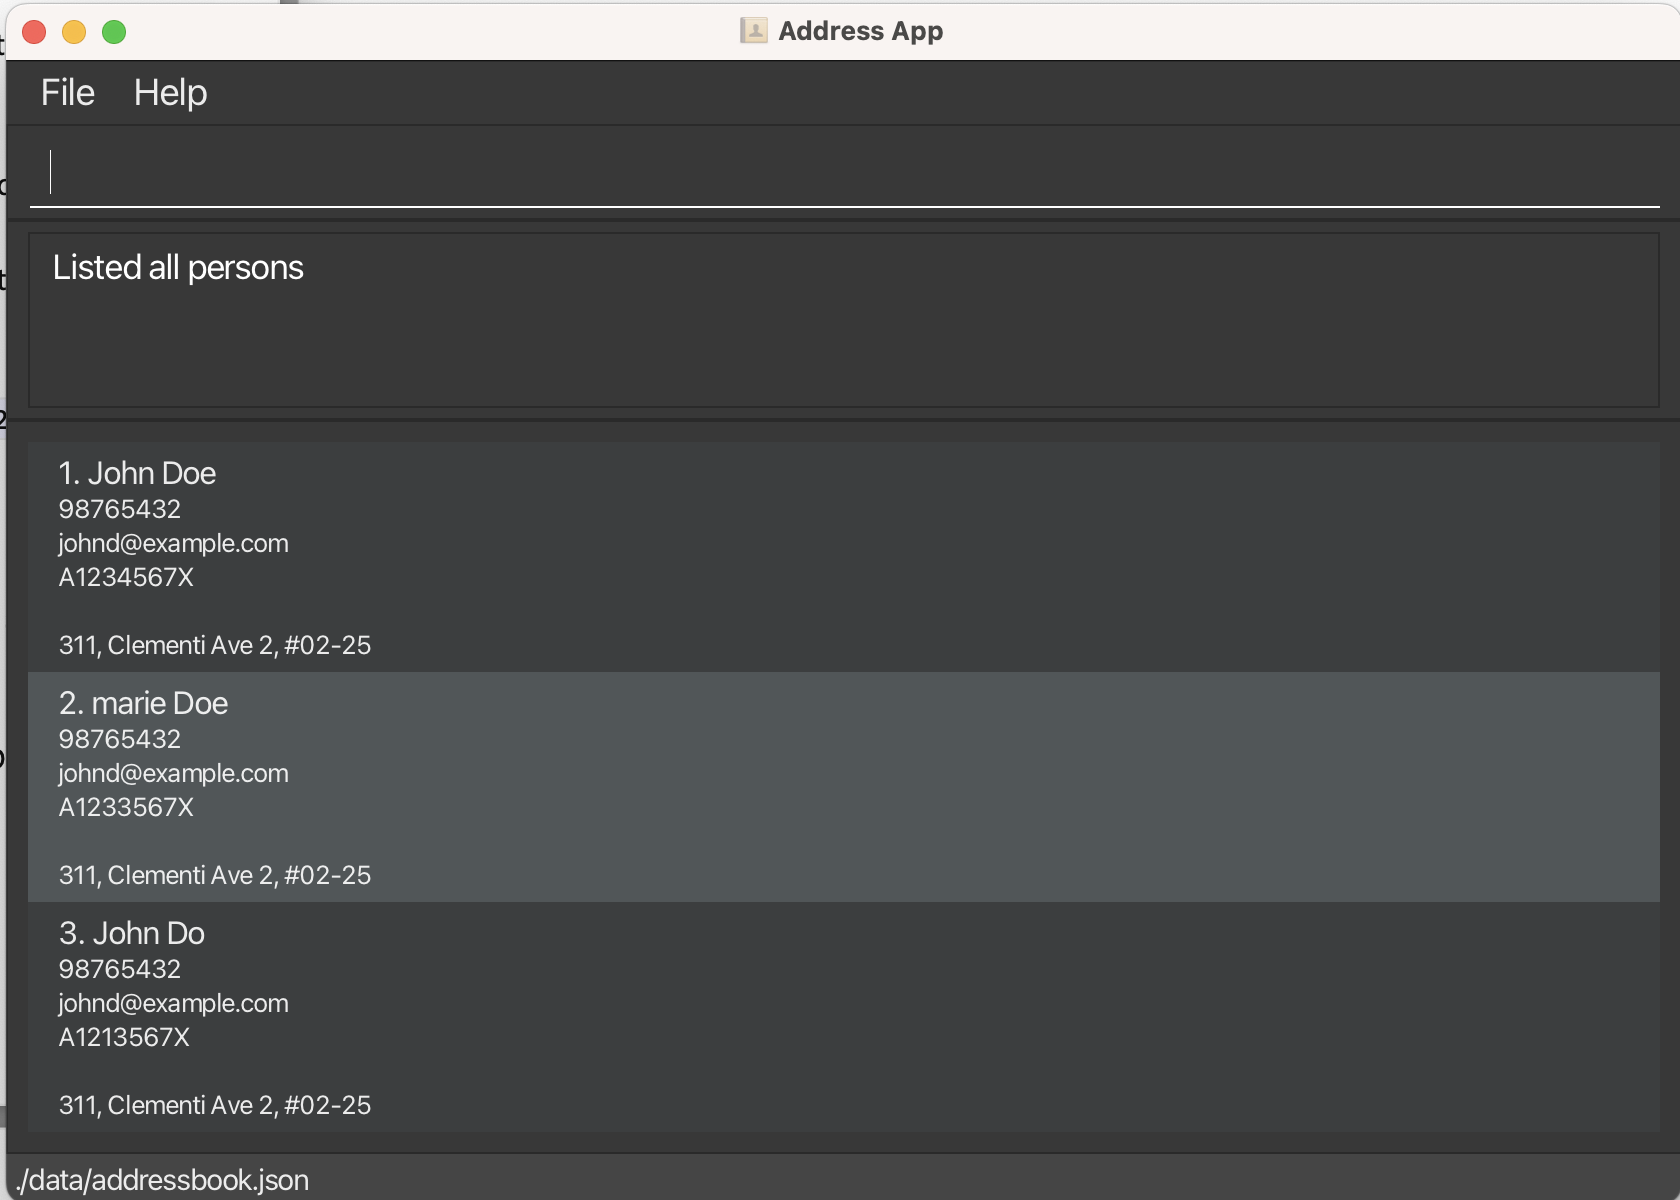 Address App
File Help
Listed all persons
1. John Doe
98765432
johnd@example.com
A1234567X
311, Clementi Ave 2, #02-25
2. marie Doe
98765432
johnd@example.com
A1233567X
311, Clementi Ave 2, #02-25
3. John Do
98765432
johnd@example.com
A1213567X
311, Clementi Ave 2, #02-25
./data/addressbook.json